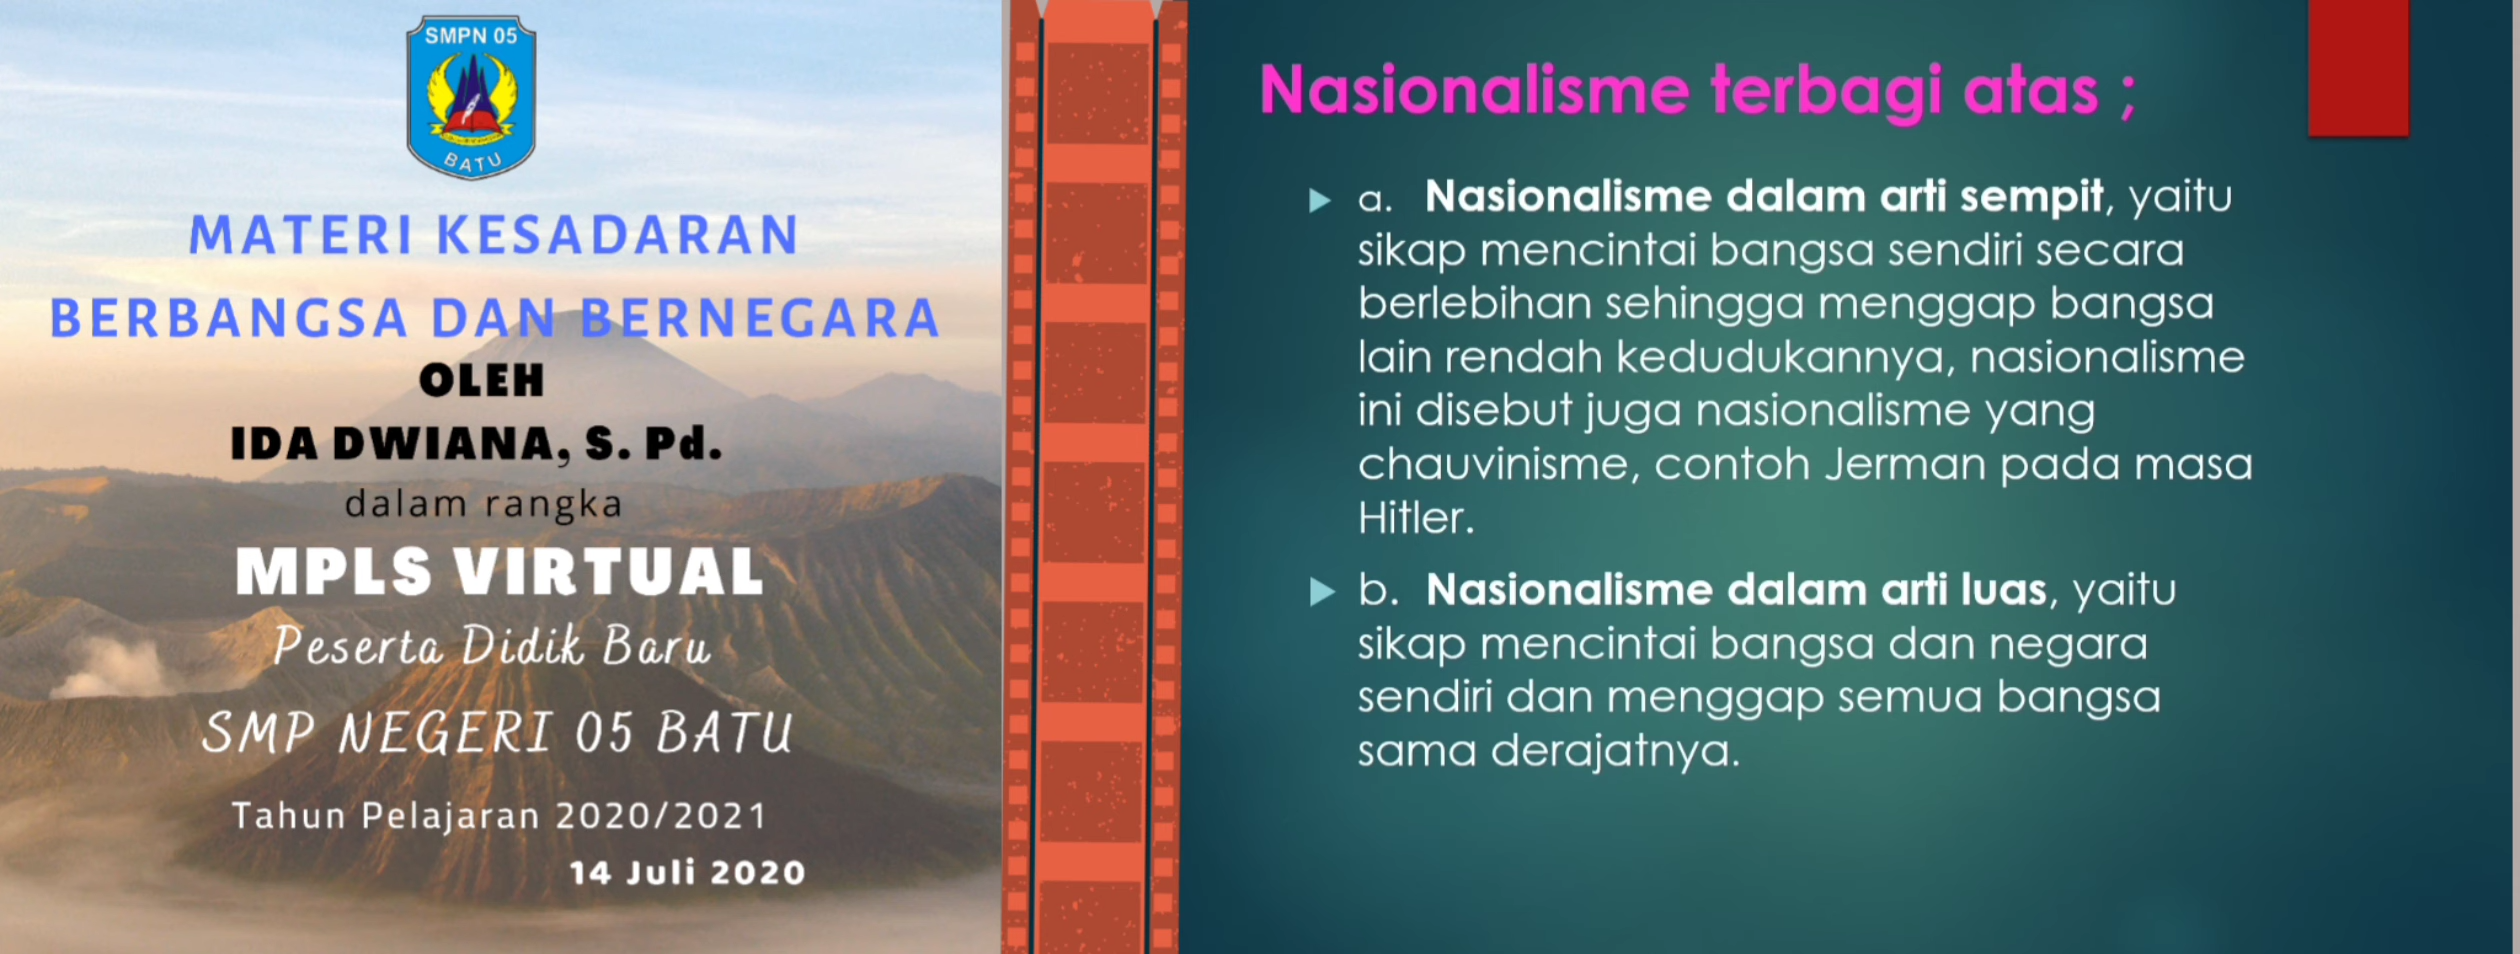 SMPN 05
BATU
MATERI KESADARAN
BERBANGSA DAN BERNEGARA
OLEH
IDA DWIANA, S. Pd.
dalam rangka
MPLS VIRTUAL
Peserta Didik Baru
SMP NEGERI 05 BATU
Tahun Pelajaran 2020/2021
14 Juli 2020
Nasionalisme terbagi atas ;
a. Nasionalisme dalam arti sempit, yaitu
sikap mencintai bangsa sendiri secara
berlebihan sehingga menggap bangsa
lain rendah kedudukannya, nasionalisme
ini disebut juga nasionalisme yang
chauvinisme, contoh Jerman pada masa
Hitler.
b. Nasionalisme dalam arti luas, yaitu
sikap mencintai bangsa dan negara
sendiri dan menggap semua bangsa
sama derajatnya.